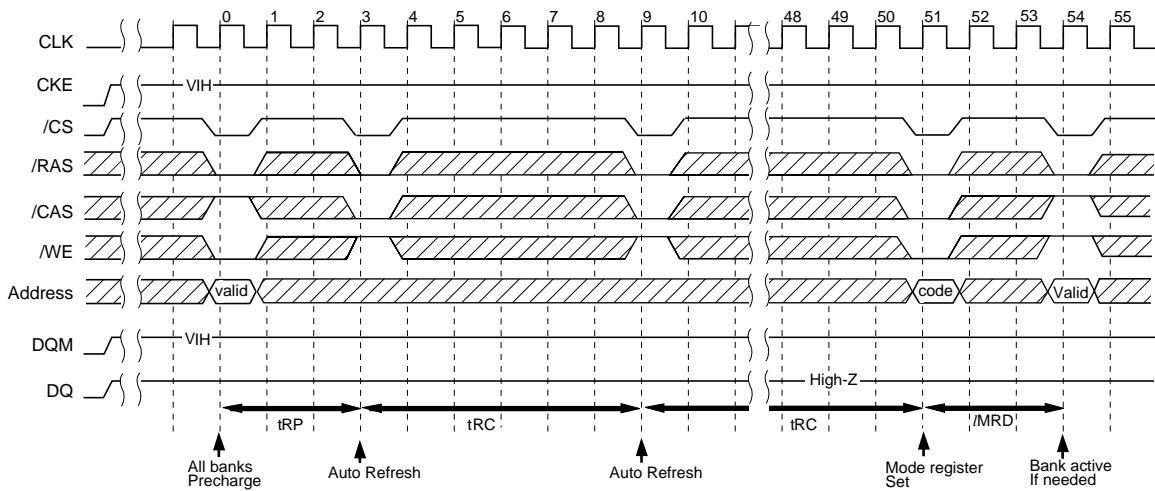 0 1 2 3 4 5 6 7 8 9 10 48 49 50 51 52 53 54 55
CLK
CKE VIH
/CS
/RAS
/CAS
/WE
Address valid code Valid
DQM VIH
DQ High-Z
tRP tRC tRC lMRD
All banks
Precharge
Auto Refresh
Auto Refresh
Mode register
Set
Bank active
If needed